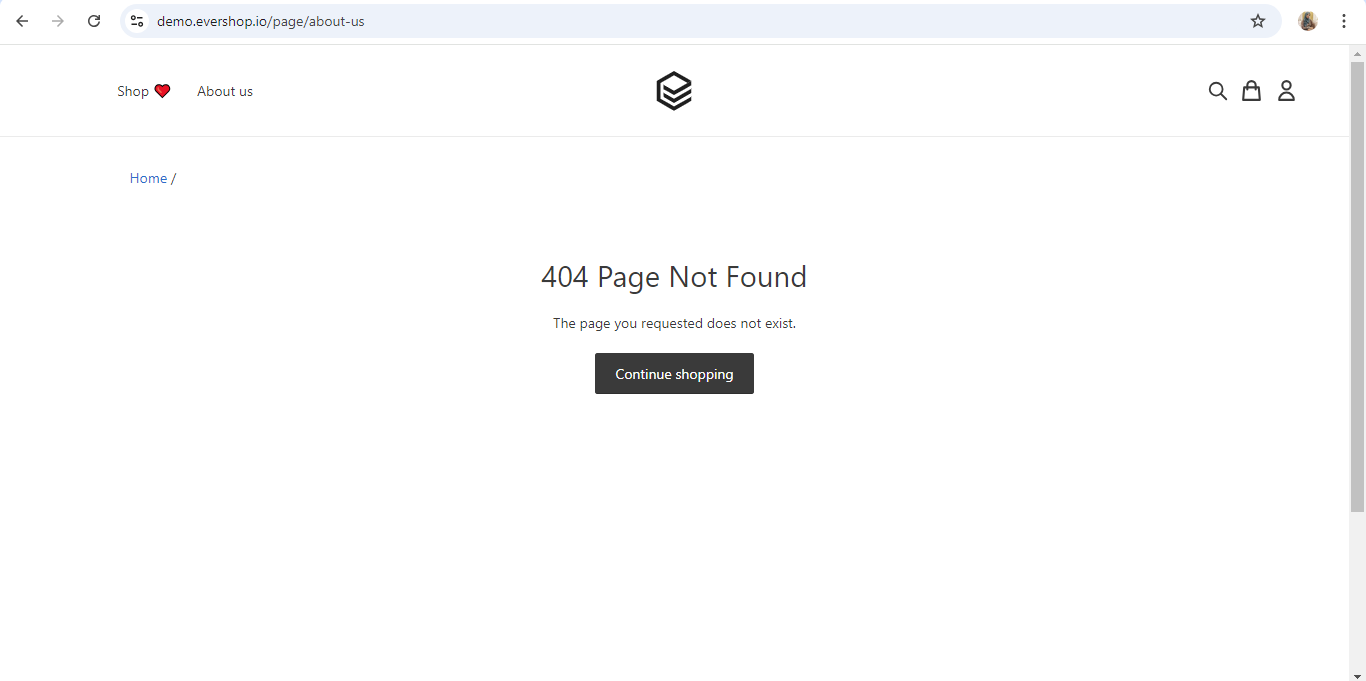 demo.evershop.io/page/about-us
Shop ❤️ About us
Home /
404 Page Not Found
The page you requested does not exist.
Continue shopping